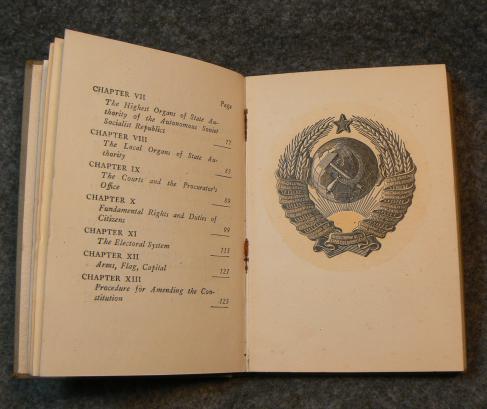 CHAPTER VII
Page
The Highest Organs of State Au-
thority of the Autonomous Soviet
Socialist Republics
77
CHAPTER VIII
The Local Organs of State Au-
thority
83
CHAPTER IX
The Courts and the Procurator's
Office
89
CHAPTER X
Fundamental Rights and Duties of
Citizens
99
CHAPTER XI
The Electoral System
113
CHAPTER XII
Arms, Flag, Capital
121
CHAPTER XIII
Procedure for Amending the Con-
stitution
125